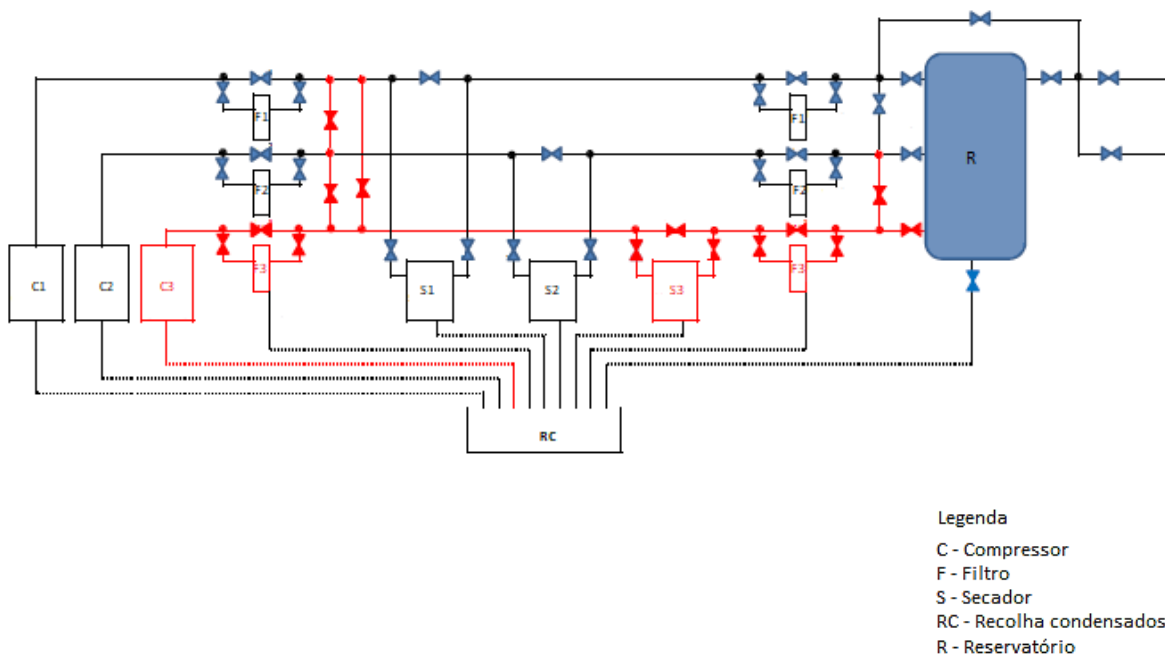 F1
F1
F2
F2
R
F3
F3
C1
C2
C3
S1
S2
S3
RC
Legenda
C - Compressor
F - Filtro
S - Secador
RC - Recolha condensados
R - Reservatório